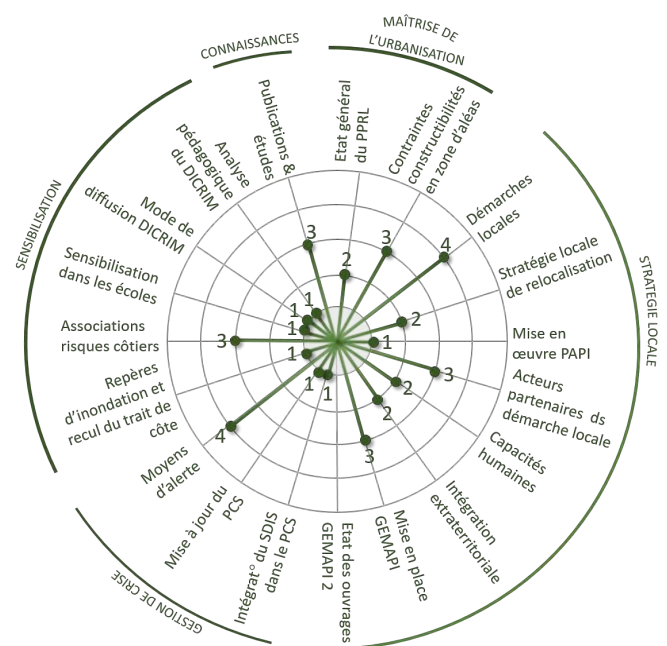 CONNAISSANCES
MAÎTRISE DE
L'URBANISATION
SENSIBILISATION
STRATEGIE LOCALE
GESTION DE CRISE
Etat général
du PPRL
Contraintes
constructibilités
en zone d'aléas
Démarches
locales
Stratégie locale
de relocalisation
Mise en
œuvre PAPI
Acteurs
partenaires ds
démarche locale
Capacités
humaines
Intégration
extraterritoriale
Mise en place
GEMAPI
Etat des ouvrages
GEMAPI 2
Intégrat° du SDIS
dans le PCS
Mise à jour du
PCS
Moyens
d'alerte
Repères
d'inondation et
recul du trait de
côte
Associations
risques côtiers
Sensibilisation
dans les écoles
Mode de
diffusion DICRIM
Analyse
pédagogique
du DICRIM
Publications &
études
2
3
4
2
1
3
2
2
3
1
1
4
1
3
1
1
1
3